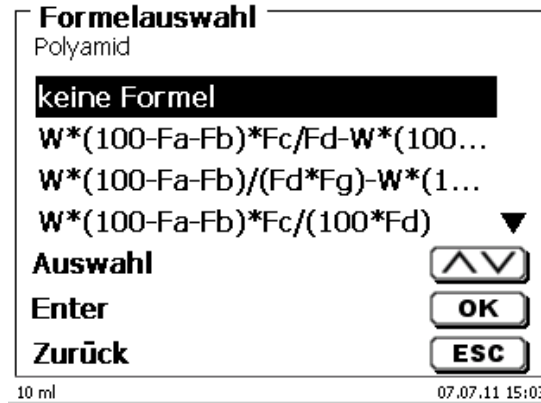 Formelauswahl
Polyamid
keine Formel
W*(100-Fa-Fb)*Fc/Fd-W*(100...
W*(100-Fa-Fb)/(Fd*Fg)-W*(1...
W*(100-Fa-Fb)*Fc/(100*Fd)
Auswahl
Enter OK
Zurück ESC
10 ml 07.07.11 15:03